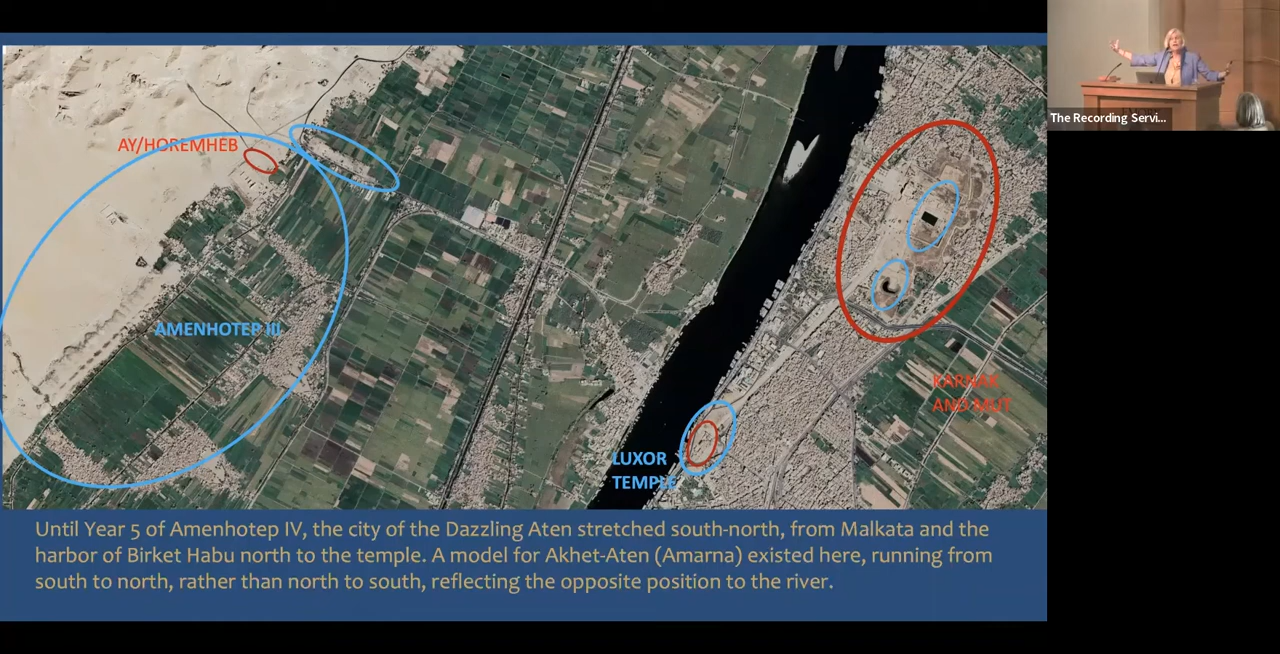 The Recording Servi...
AY/HOREMHEB
AMENHOTEP III
KARNAK
AND MUT
LUXOR
TEMPLE
Until Year 5 of Amenhotep IV, the city of the Dazzling Aten stretched south-north, from Malkata and the
harbor of Birket Habu north to the temple. A model for Akhet-Aten (Amarna) existed here, running from
south to north, rather than north to south, reflecting the opposite position to the river.